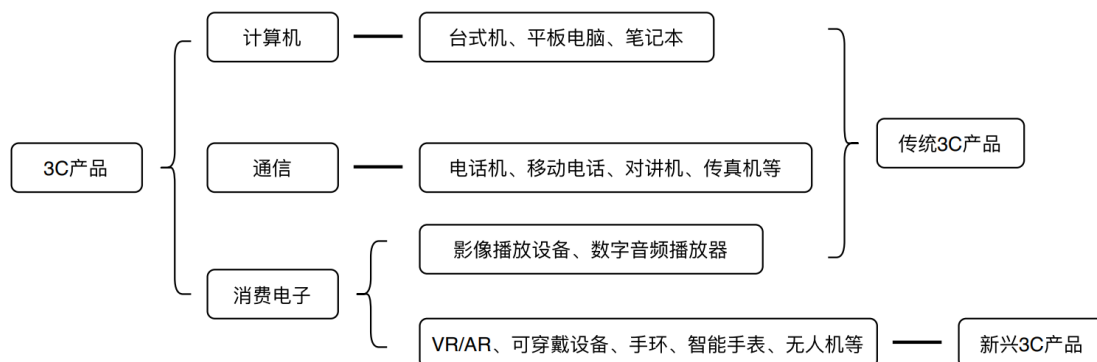 计算机
台式机、平板电脑、笔记本
3C产品
通信
电话机、移动电话、对讲机、传真机等
传统3C产品
影像播放设备、数字音频播放器
消费电子
VR/AR、可穿戴设备、手环、智能手表、无人机等
新兴3C产品